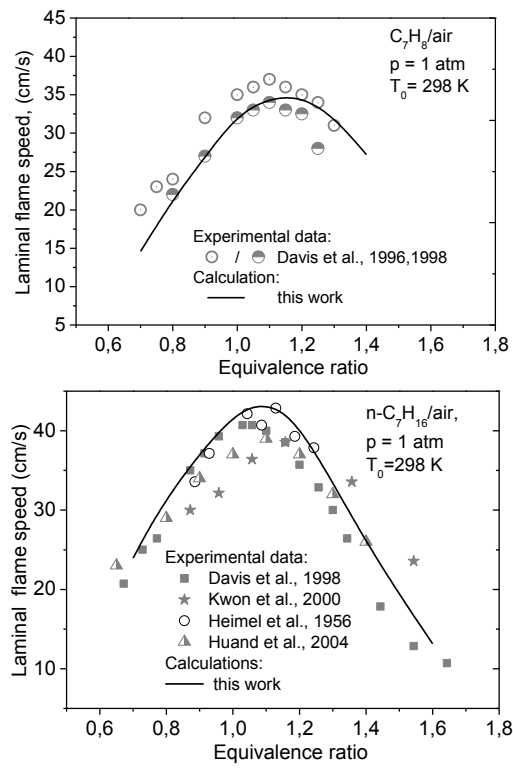 45
40
35
30
25
20
15
10
5
Laminal flame speed, (cm/s)
C7H8/air
p = 1 atm
T0= 298 K
Experimental data:
/ Davis et al., 1996,1998
Calculation:
this work
0,6 0,8 1,0 1,2 1,4 1,6 1,8
Equivalence ratio
40
30
20
10
Laminal flame speed (cm/s)
n-C7H16/air,
p = 1 atm
T0=298 K
Experimental data:
Davis et al., 1998
Kwon et al., 2000
Heimel et al., 1956
Huand et al., 2004
Calculations:
this work
0,6 0,8 1,0 1,2 1,4 1,6 1,8
Equivalence ratio